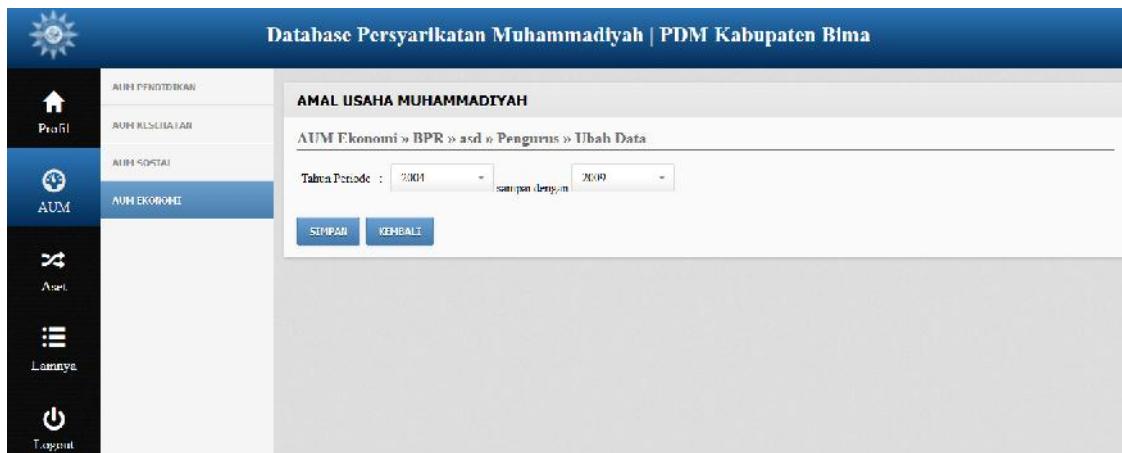 Database Persyarikatan Muhammadiyah | PDM Kabupaten Bima
Profil
AUM
Aset
Lainnya
Logout
AUM PENDIDIKAN
AUM KESEHATAN
AUM SOSIAL
AUM EKONOMI
AMAL USAHA MUHAMMADIYAH
AUM Ekonomi » BPR » asd » Pengurus » Ubah Data
Tahun Periode : 2004 sampai dengan 2009
SIMPAN KEMBALI